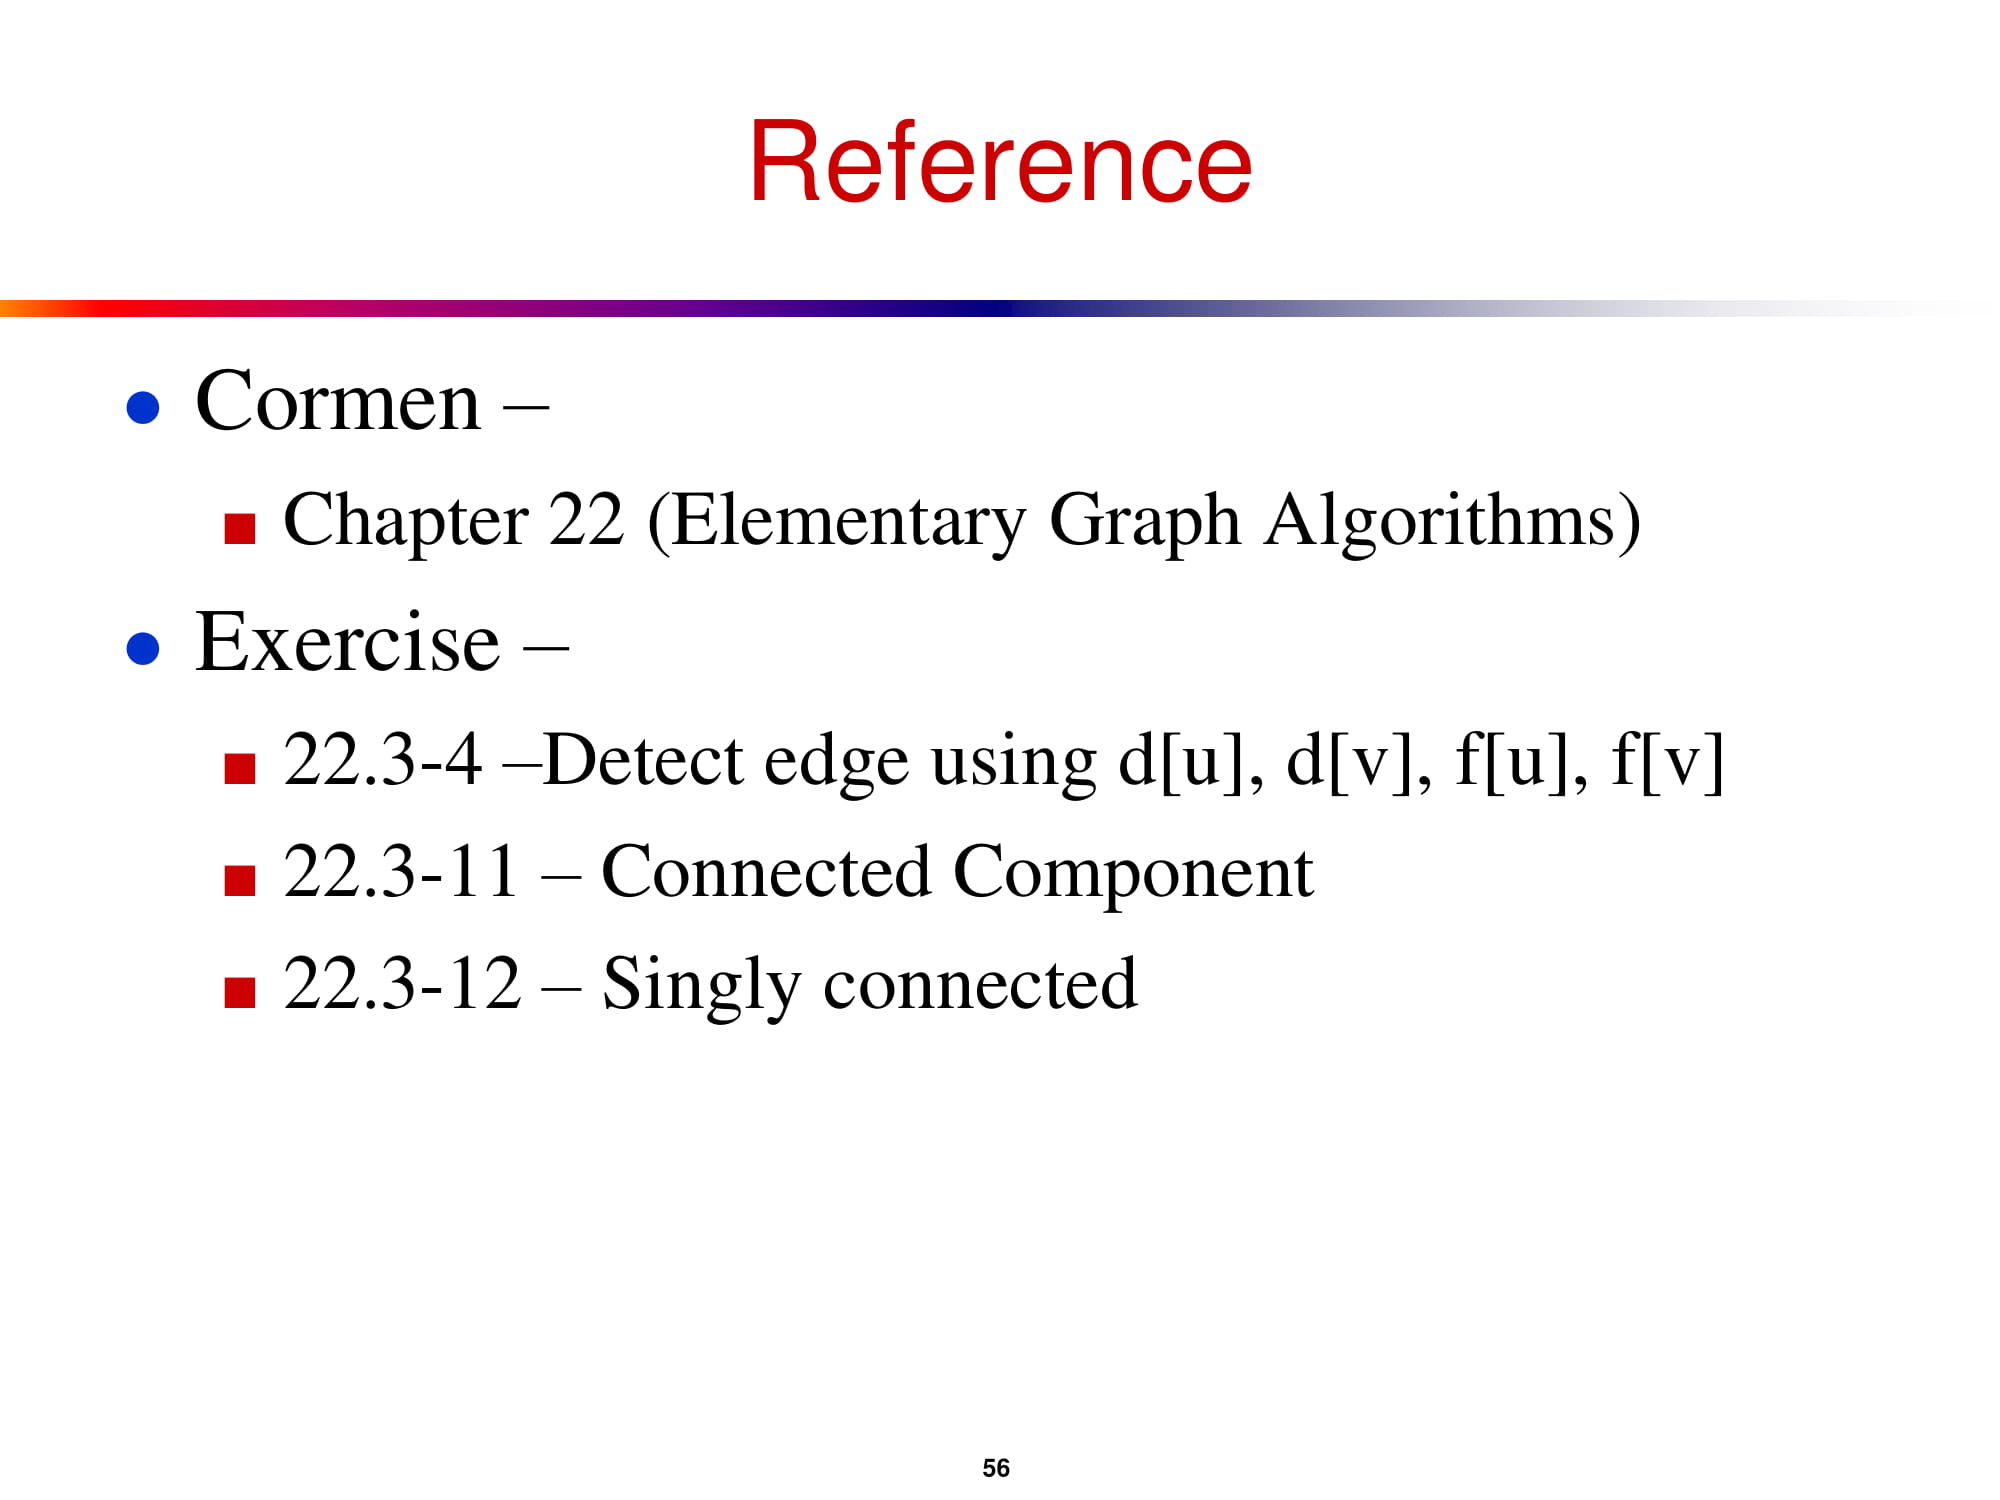 Reference
● Cormen –
■ Chapter 22 (Elementary Graph Algorithms)
● Exercise –
■ 22.3-4 –Detect edge using d[u], d[v], f[u], f[v]
■ 22.3-11 – Connected Component
■ 22.3-12 – Singly connected
56